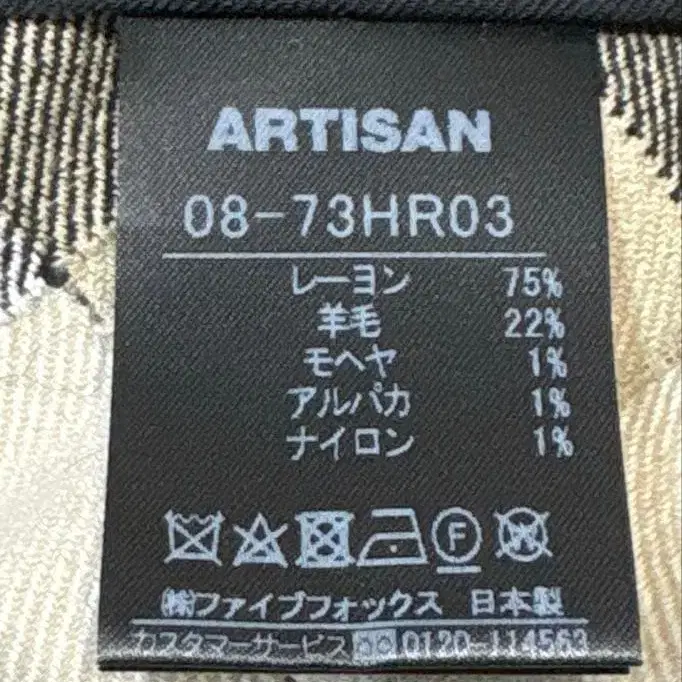 ARTISAN
08-73HR03
レーヨン 75%
羊毛 22%
モヘヤ 1%
アルパカ 1%
ナイロン 1%
F W
㈱ファイブフォックス 日本製
カスタマーサービス 0120-114563